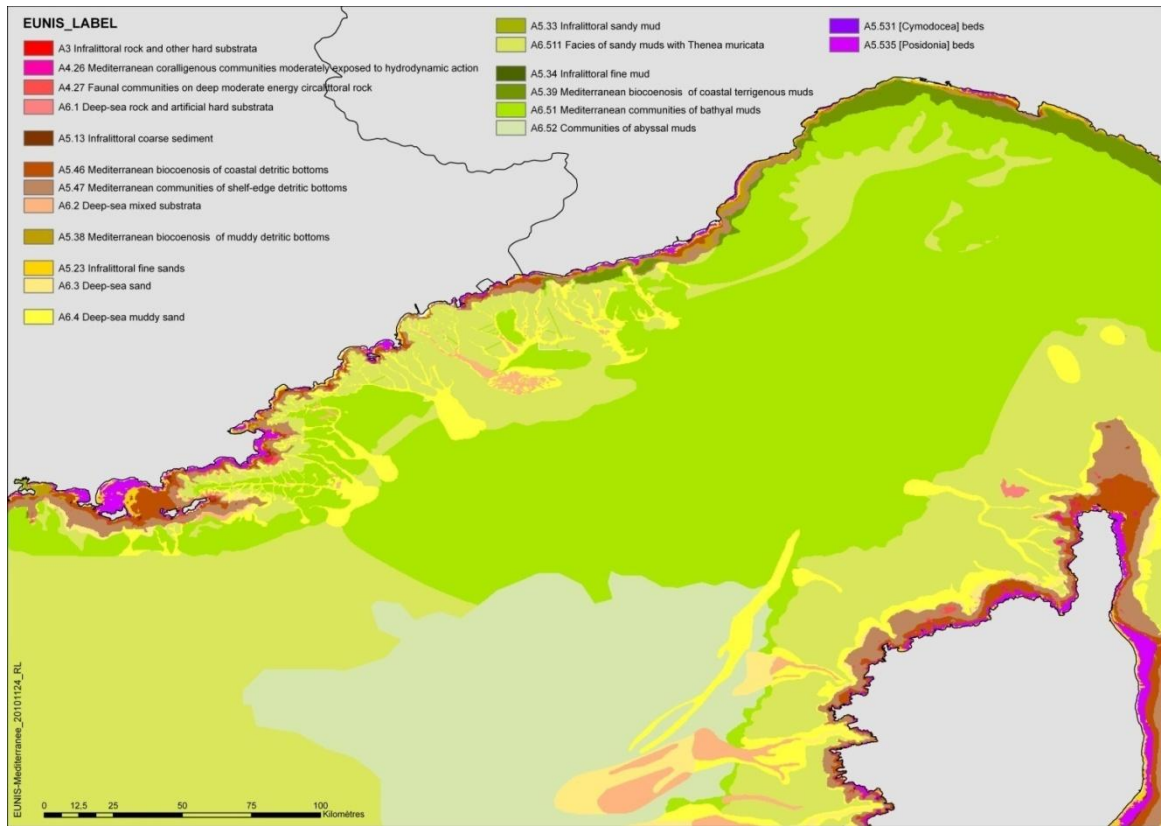 EUNIS_LABEL
A3 Infralittoral rock and other hard substrata
A4.26 Mediterranean coralligenous communities moderately exposed to hydrodynamic action
A4.27 Faunal communities on deep moderate energy circalittoral rock
A6.1 Deep-sea rock and artificial hard substrata
A5.13 Infralittoral coarse sediment
A5.46 Mediterranean biocoenosis of coastal detritic bottoms
A5.47 Mediterranean communities of shelf-edge detritic bottoms
A6.2 Deep-sea mixed substrata
A5.38 Mediterranean biocoenosis of muddy detritic bottoms
A5.23 Infralittoral fine sands
A6.3 Deep-sea sand
A6.4 Deep-sea muddy sand
A5.33 Infralittoral sandy mud
A6.511 Facies of sandy muds with Thenea muricata
A5.34 Infralittoral fine mud
A5.39 Mediterranean biocoenosis of coastal terrigenous muds
A6.51 Mediterranean communities of bathyal muds
A6.52 Communities of abyssal muds
A5.531 [Cymodocea] beds
A5.535 [Posidonia] beds
EUNIS-Mediterranee_20101124_RL
0 12.5 25 50 75 100
Kilomètres